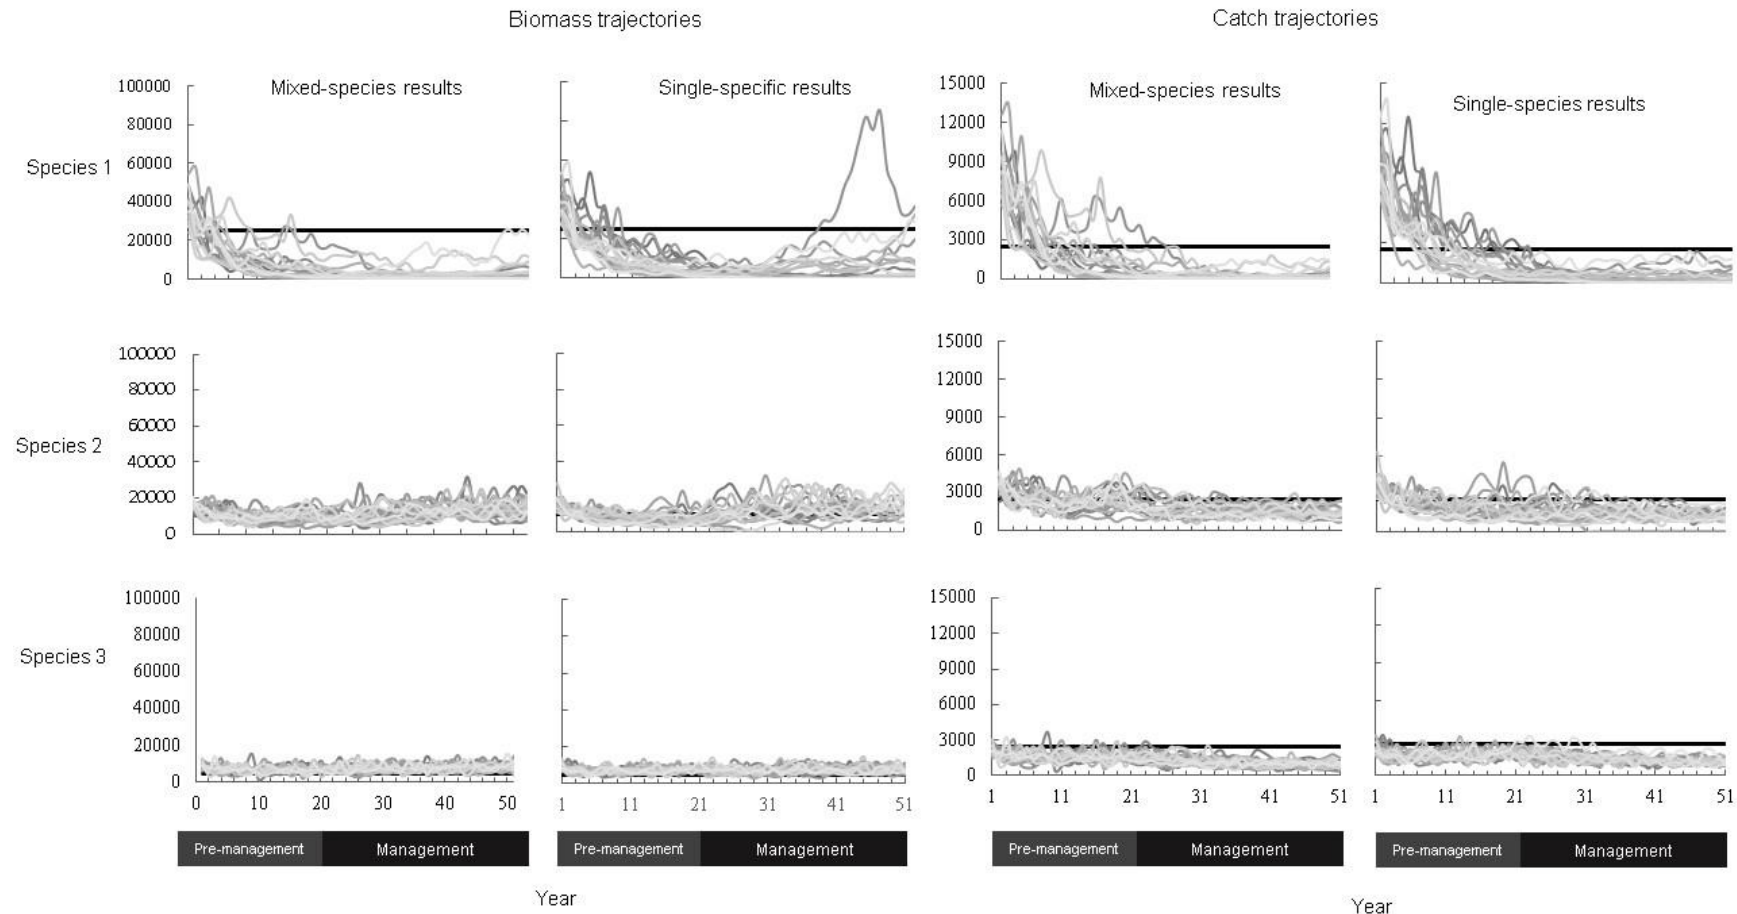 Biomass trajectories
Catch trajectories
Mixed-species results
Single-specific results
Mixed-species results
Single-species results
Species 1
100000
80000
60000
40000
20000
0
15000
12000
9000
6000
3000
0
Species 2
100000
80000
60000
40000
20000
0
15000
12000
9000
6000
3000
0
Species 3
100000
80000
60000
40000
20000
0
15000
12000
9000
6000
3000
0
0 10 20 30 40 50
1 11 21 31 41 51
1 11 21 31 41 51
1 11 21 31 41 51
Pre-management Management
Pre-management Management
Pre-management Management
Pre-management Management
Year
Year